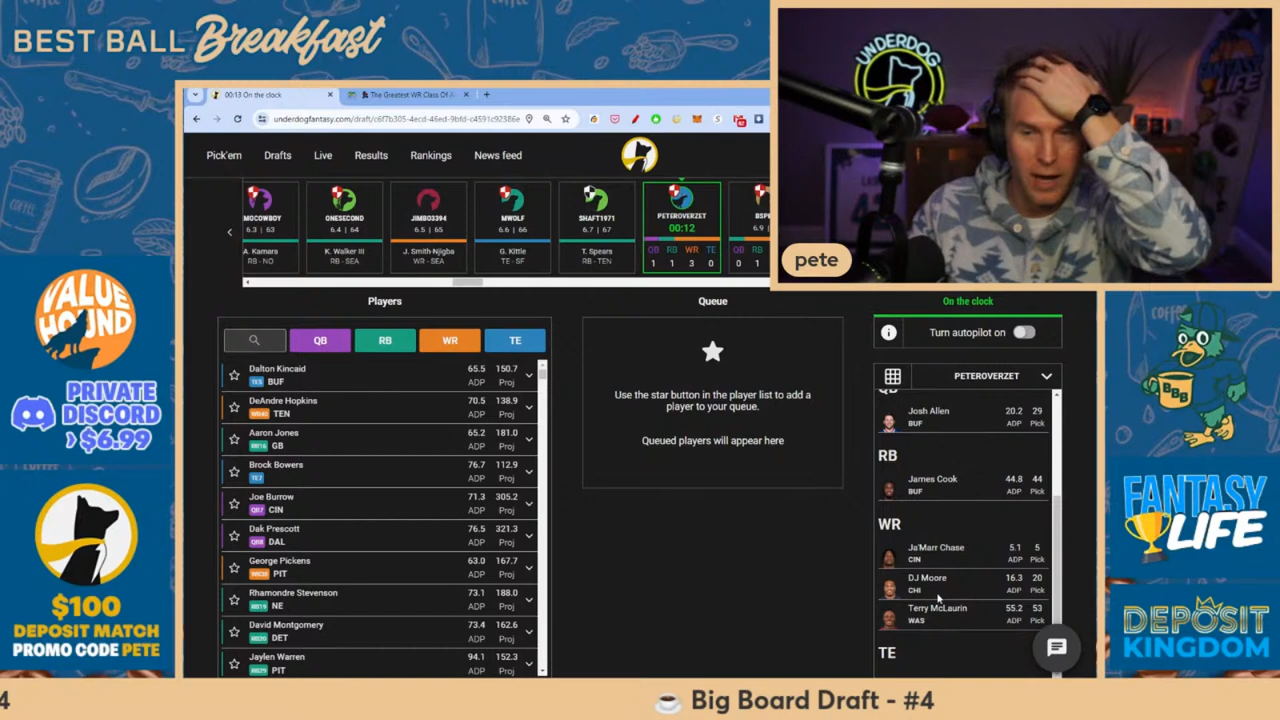 BEST BALL Breakfast
00:13 On the clock
The Greatest WR Class Of A
underdogfantasy.com/draft/c6f7b305-4ecd-46ed-9bfd-c4591c92386e
Pick'em Drafts Live Results Rankings News feed
MOCOWBOY
6.3 | 63
A. Kamara
RB - NO
ONESECOND
6.4 | 64
K. Walker III
RB - SEA
JIMBO3394
6.5 | 65
J. Smith-Njigba
WR - SEA
MWOLF
6.6 | 66
G. Kittle
TE - SF
SHAFT1971
6.7 | 67
T. Spears
RB - TEN
PETEROVERZET
00:12
QB RB WR TE
1 1 3 0
BSP
6.9 |
QB RB
0 1
UNDERDOG
pete
Players
QB RB WR TE
Dalton Kincaid 65.5 150.7
TE5 BUF ADP Proj
DeAndre Hopkins 70.5 138.9
TEN ADP Proj
Aaron Jones 65.2 181.0
GB ADP Proj
Brock Bowers 76.7 112.9
TE7 ADP Proj
Joe Burrow 71.3 305.2
QB7 CIN ADP Proj
Dak Prescott 76.5 321.3
QB8 DAL ADP Proj
George Pickens 63.0 167.7
PIT ADP Proj
Rhamondre Stevenson 73.1 188.0
NE ADP Proj
David Montgomery 73.4 162.6
DET ADP Proj
Jaylen Warren 94.1 152.3
PIT ADP Proj
Queue
Use the star button in the player list to add a
player to your queue.
Queued players will appear here
On the clock
Turn autopilot on
PETEROVERZET
QB
Josh Allen 20.2 29
BUF ADP Pick
RB
James Cook 44.8 44
BUF ADP Pick
WR
Ja'Marr Chase 5.1 5
CIN ADP Pick
DJ Moore 16.3 20
CHI ADP Pick
Terry McLaurin 55.2 53
WAS ADP Pick
TE
VALUE
HOUND
PRIVATE
DISCORD
> $6.99
$100
DEPOSIT MATCH
PROMO CODE PETE
BBB
FANTASY
LIFE
DEPOSIT
KINGDOM
4
Big Board Draft - #4